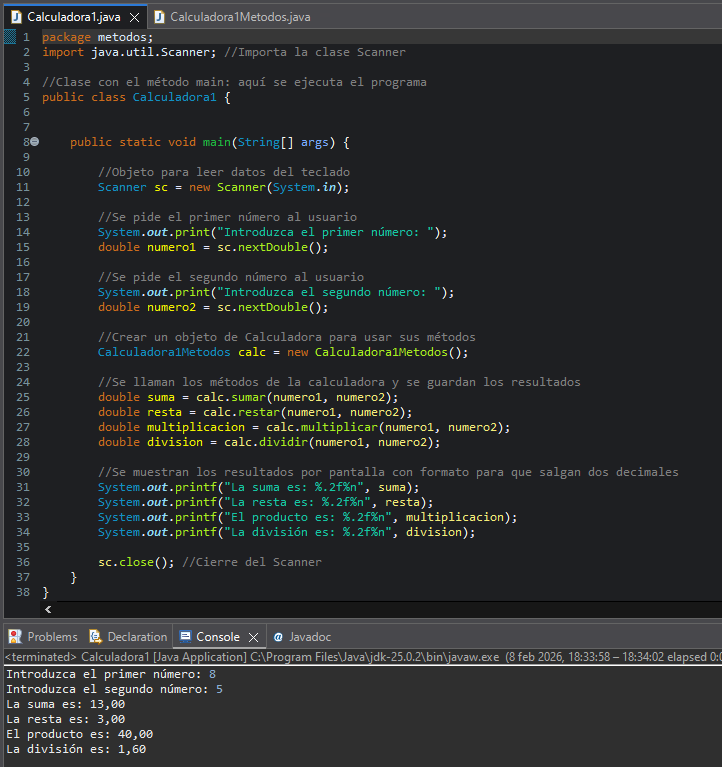 Calculadora1.java Calculadora1Metodos.java
1 package metodos;
2 import java.util.Scanner; //Importa la clase Scanner
3
4 //Clase con el método main: aquí se ejecuta el programa
5 public class Calculadora1 {
6
7
8 public static void main(String[] args) {
9
10 //Objeto para leer datos del teclado
11 Scanner sc = new Scanner(System.in);
12
13 //Se pide el primer número al usuario
14 System.out.print("Introduzca el primer número: ");
15 double numero1 = sc.nextDouble();
16
17 //Se pide el segundo número al usuario
18 System.out.print("Introduzca el segundo número: ");
19 double numero2 = sc.nextDouble();
20
21 //Crear un objeto de Calculadora para usar sus métodos
22 Calculadora1Metodos calc = new Calculadora1Metodos();
23
24 //Se llaman los métodos de la calculadora y se guardan los resultados
25 double suma = calc.sumar(numero1, numero2);
26 double resta = calc.restar(numero1, numero2);
27 double multiplicacion = calc.multiplicar(numero1, numero2);
28 double division = calc.dividir(numero1, numero2);
29
30 //Se muestran los resultados por pantalla con formato para que salgan dos decimales
31 System.out.printf("La suma es: %.2f%n", suma);
32 System.out.printf("La resta es: %.2f%n", resta);
33 System.out.printf("El producto es: %.2f%n", multiplicacion);
34 System.out.printf("La división es: %.2f%n", division);
35
36 sc.close(); //Cierre del Scanner
37 }
38 }
Problems Declaration Console Javadoc
<terminated> Calculadora1 [Java Application] C:\Program Files\Java\jdk-25.0.2\bin\javaw.exe (8 feb 2026, 18:33:58 – 18:34:02 elapsed 0:0
Introduzca el primer número: 8
Introduzca el segundo número: 5
La suma es: 13,00
La resta es: 3,00
El producto es: 40,00
La división es: 1,60